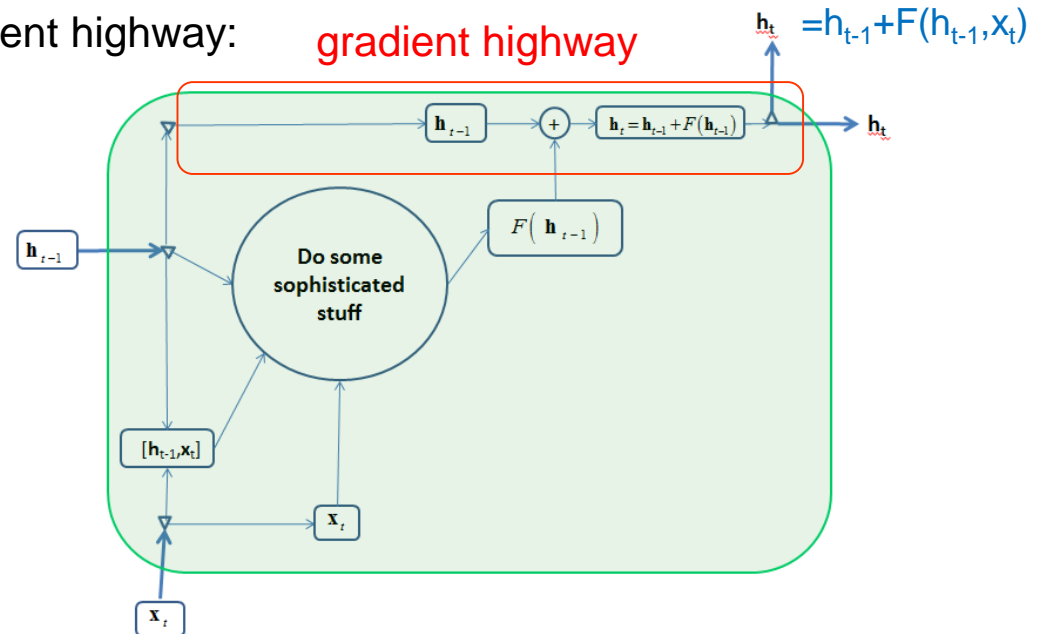 ent highway:
gradient highway
hₜ =hₜ₋₁+F(hₜ₋₁,xₜ)
hₜ₋₁
+
hₜ = hₜ₋₁ + F(hₜ₋₁)
hₜ
F( hₜ₋₁ )
hₜ₋₁
Do some
sophisticated
stuff
[hₜ₋₁,xₜ]
xₜ
xₜ